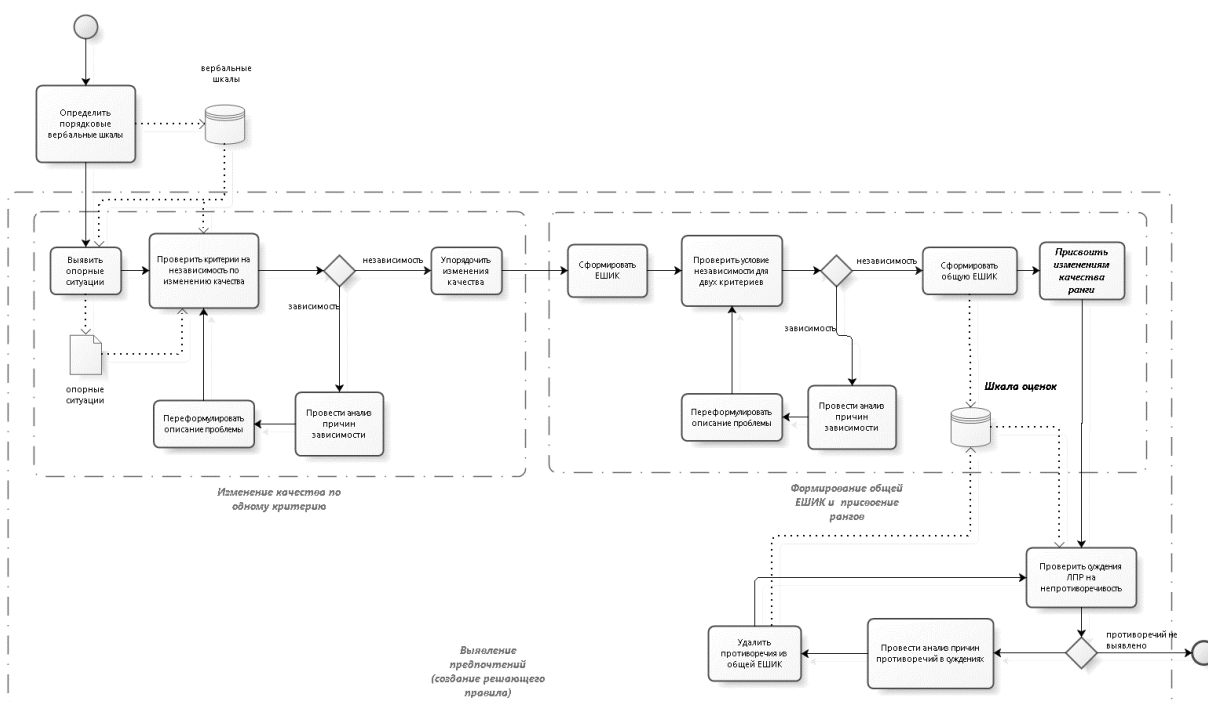 вербальные
шкалы
Определить
порядковые
вербальные шкалы
Выявить
опорные
ситуации
Проверить критерии на
независимость по
изменению качества
независимость
Упорядочить
изменения
качества
зависимость
опорные
ситуации
Переформулировать
описание проблемы
Провести анализ
причин
зависимости
Изменение качества по
одному критерию
Сформировать
ЕШИК
Проверить условие
независимости для
двух критериев
независимость
Сформировать
общую ЕШИК
Присвоить
изменениям
качества
ранги
зависимость
Шкала оценок
Переформулировать
описание проблемы
Провести анализ
причин
зависимости
Формирование общей
ЕШИК и присвоение
рангов
Проверить суждения
ЛПР на
непротиворечивость
противоречий не
выявлено
Провести анализ причин
противоречий в суждениях
Удалить
противоречия из
общей ЕШИК
Выявление
предпочтений
(создание решающего
правила)